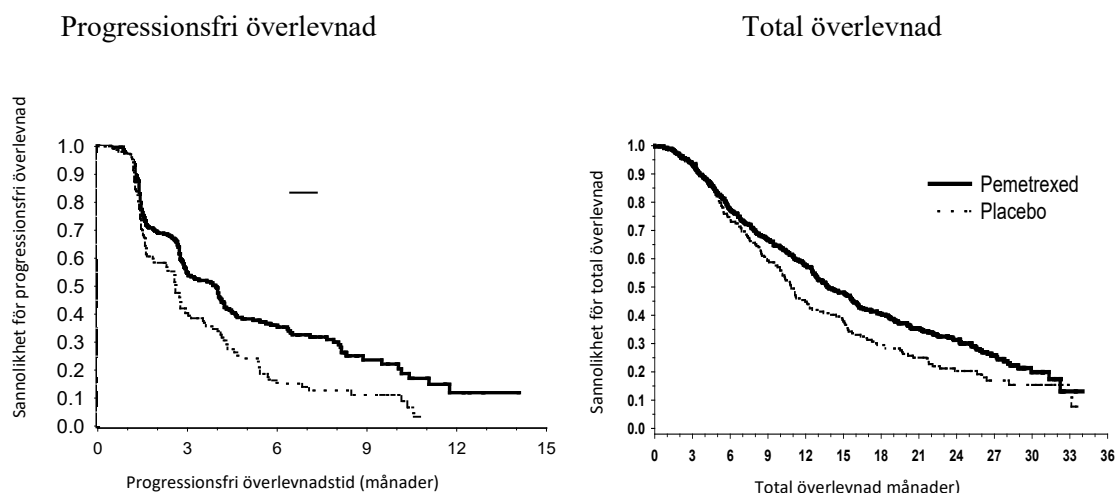 Progressionsfri överlevnad
Sannolikhet för progressionsfri överlevnad
1.0
0.9
0.8
0.7
0.6
0.5
0.4
0.3
0.2
0.1
0.0
0 3 6 9 12 15
Progressionsfri överlevnadstid (månader)
Total överlevnad
Sannolikhet för total överlevnad
1.0
0.9
0.8
0.7
0.6
0.5
0.4
0.3
0.2
0.1
0.0
Pemetrexed
Placebo
0 3 6 9 12 15 18 21 24 27 30 33 36
Total överlevnad månader)